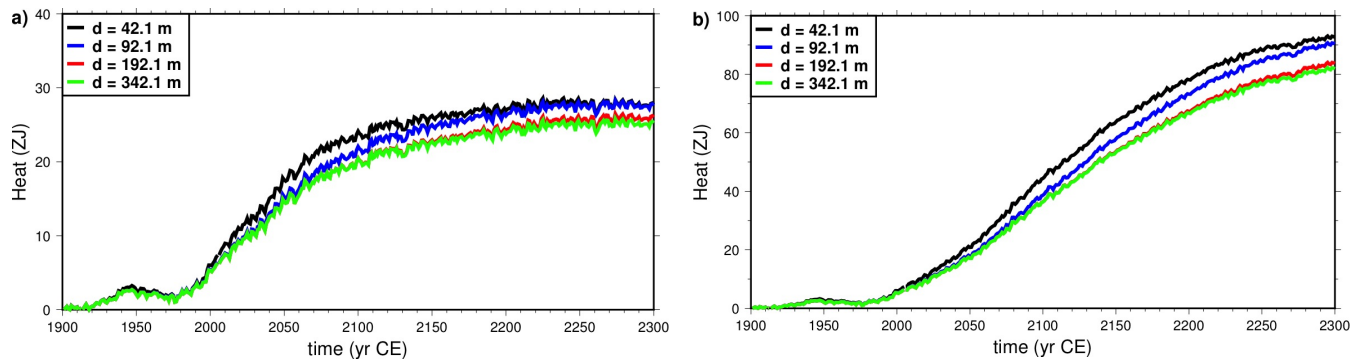 a)
d = 42.1 m
d = 92.1 m
d = 192.1 m
d = 342.1 m
Heat (ZJ)
40
30
20
10
0
1900 1950 2000 2050 2100 2150 2200 2250 2300
time (yr CE)
b)
d = 42.1 m
d = 92.1 m
d = 192.1 m
d = 342.1 m
Heat (ZJ)
100
80
60
40
20
0
1900 1950 2000 2050 2100 2150 2200 2250 2300
time (yr CE)